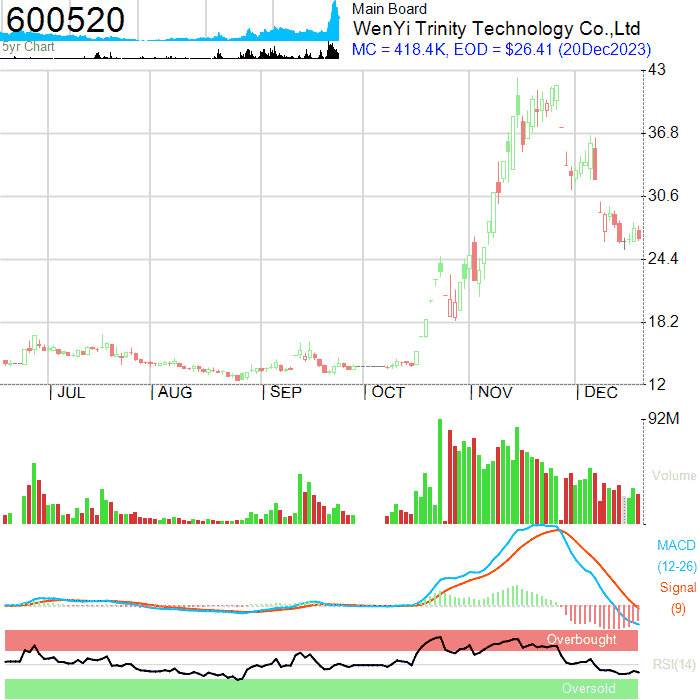 600520
5yr Chart
Main Board
WenYi Trinity Technology Co.,Ltd
MC = 418.4K, EOD = $26.41 (20Dec2023)
43
36.8
30.6
24.4
18.2
12
JUL AUG SEP OCT NOV DEC
92M
Volume
MACD
(12-26)
Signal
(9)
Overbought
RSI(14)
Oversold